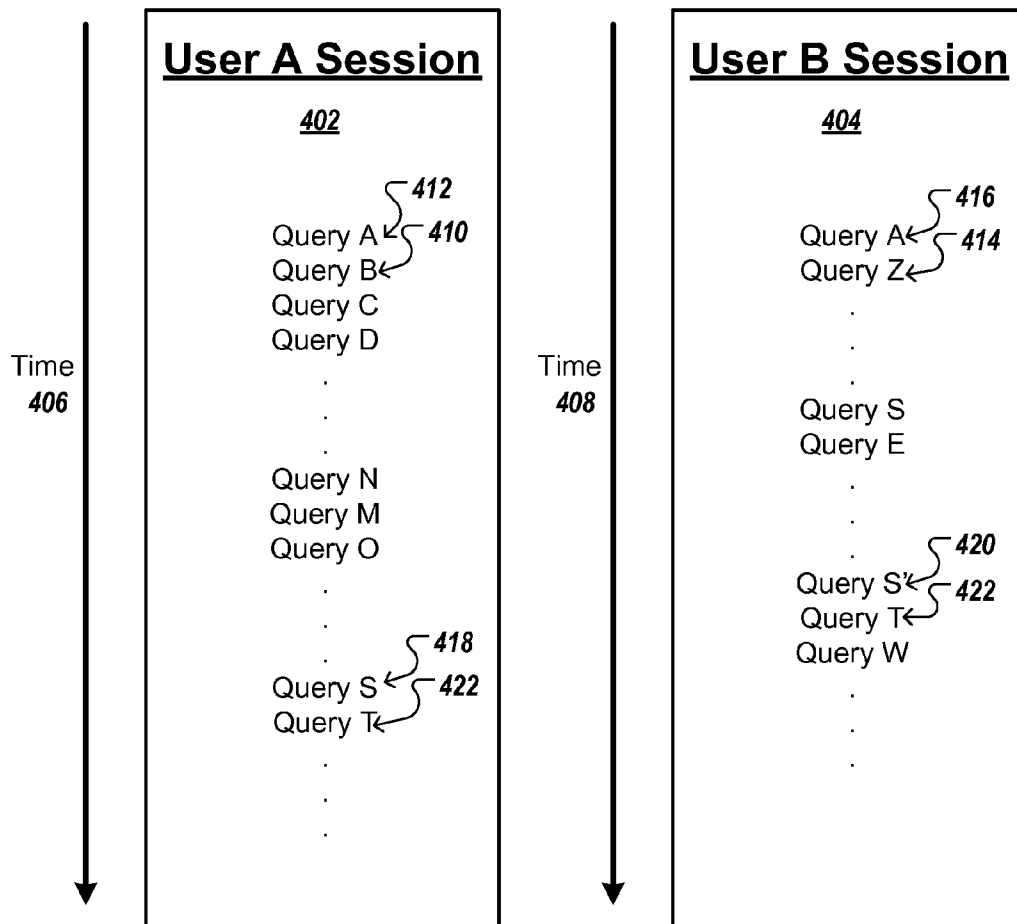 User A Session
402
412
Query A
410
Query B
Query C
Query D
.
.
.
Query N
Query M
Query O
.
.
418
Query S
422
Query T
.
.
.
Time
406
User B Session
404
416
Query A
414
Query Z
.
.
Query S
Query E
.
.
420
Query S'
422
Query T
Query W
.
.
.
Time
408